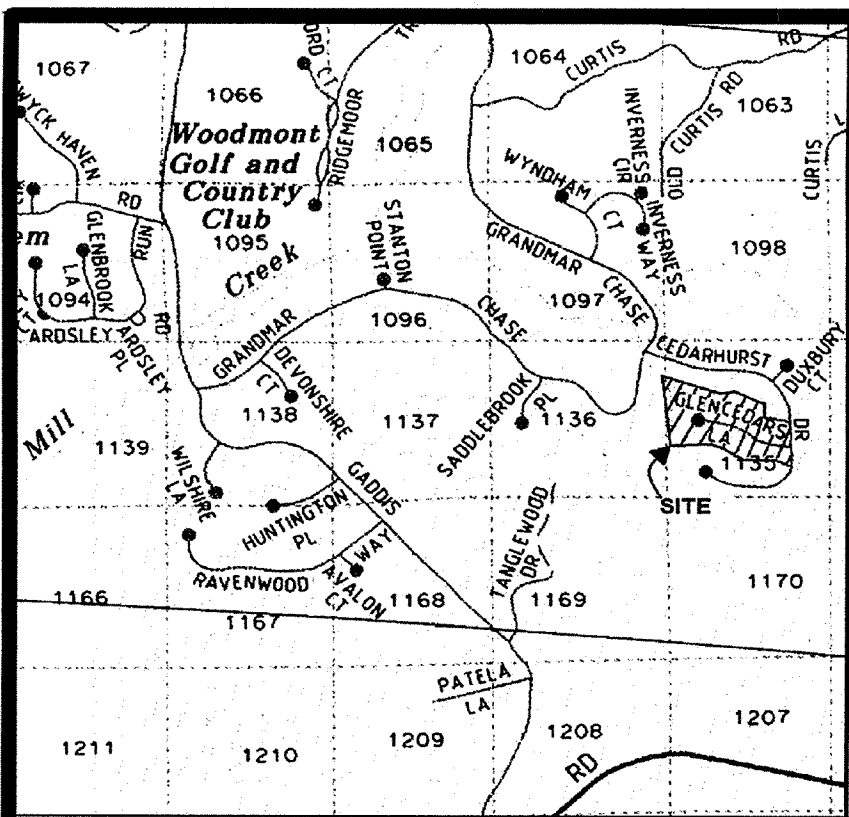 RD
1064
CURTIS
1067
1066
CURTIS RD
1063
WYCK HAVEN
Woodmont
Golf and
Country
Club
RIDGEMOOR
1065
INVERNESS
CIR
CURTIS
WYNDHAM
CT
OLD
RD
GLENBROOK
LA
RUN
1095
Creek
STANTON
POINT
GRANDMAR
INVERNESS
WAY
1098
1094
1097
CHASE
ARDSLEY
ARDSLEY
PL
RD
GRANDMAR
1096
CHASE
CEDARHURST
DUXBURY
CT
DEVONSHIRE
CT
1138
1137
SADDLEBROOK
PL
1136
GLENCEDARS
LA
DR
1135
Mill
1139
WILSHIRE
LA
GADDIS
SITE
HUNTINGTON
PL
WAY
TANGLEWOOD
DR
RAVENWOOD
AVALON
CT
1166
1167
1168
1169
1170
PATELA
LA
1211
1210
1209
1208
1207
RD